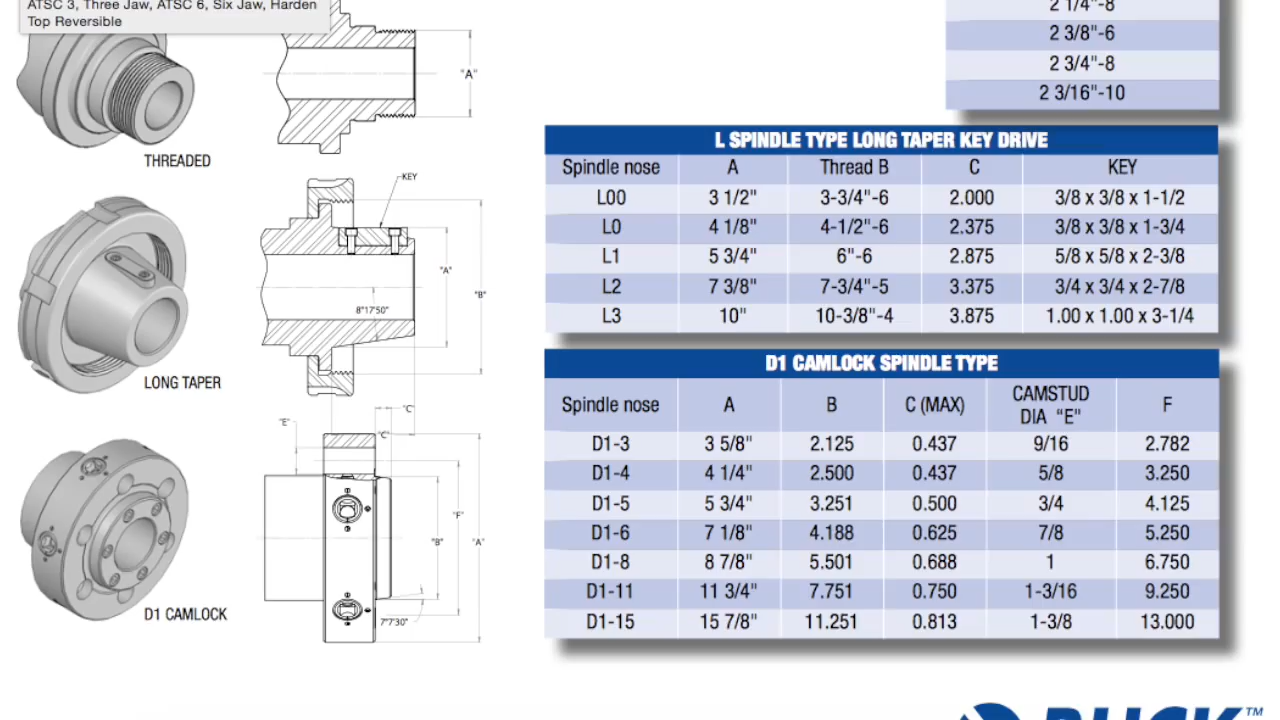 ATSC 3, Three Jaw, ATSC 6, Six Jaw, Harden
Top Reversible
"A"
THREADED
KEY
"A"
"B"
8°17'50"
LONG TAPER
"C"
"E"
"C"
"F"
"B"
"A"
7°7'30"
D1 CAMLOCK
2 1/4"-8
2 3/8"-6
2 3/4"-8
2 3/16"-10
L SPINDLE TYPE LONG TAPER KEY DRIVE
Spindle nose A Thread B C KEY
L00 3 1/2" 3-3/4"-6 2.000 3/8 x 3/8 x 1-1/2
L0 4 1/8" 4-1/2"-6 2.375 3/8 x 3/8 x 1-3/4
L1 5 3/4" 6"-6 2.875 5/8 x 5/8 x 2-3/8
L2 7 3/8" 7-3/4"-5 3.375 3/4 x 3/4 x 2-7/8
L3 10" 10-3/8"-4 3.875 1.00 x 1.00 x 3-1/4
D1 CAMLOCK SPINDLE TYPE
Spindle nose A B C (MAX) CAMSTUD DIA "E" F
D1-3 3 5/8" 2.125 0.437 9/16 2.782
D1-4 4 1/4" 2.500 0.437 5/8 3.250
D1-5 5 3/4" 3.251 0.500 3/4 4.125
D1-6 7 1/8" 4.188 0.625 7/8 5.250
D1-8 8 7/8" 5.501 0.688 1 6.750
D1-11 11 3/4" 7.751 0.750 1-3/16 9.250
D1-15 15 7/8" 11.251 0.813 1-3/8 13.000
BUCK™